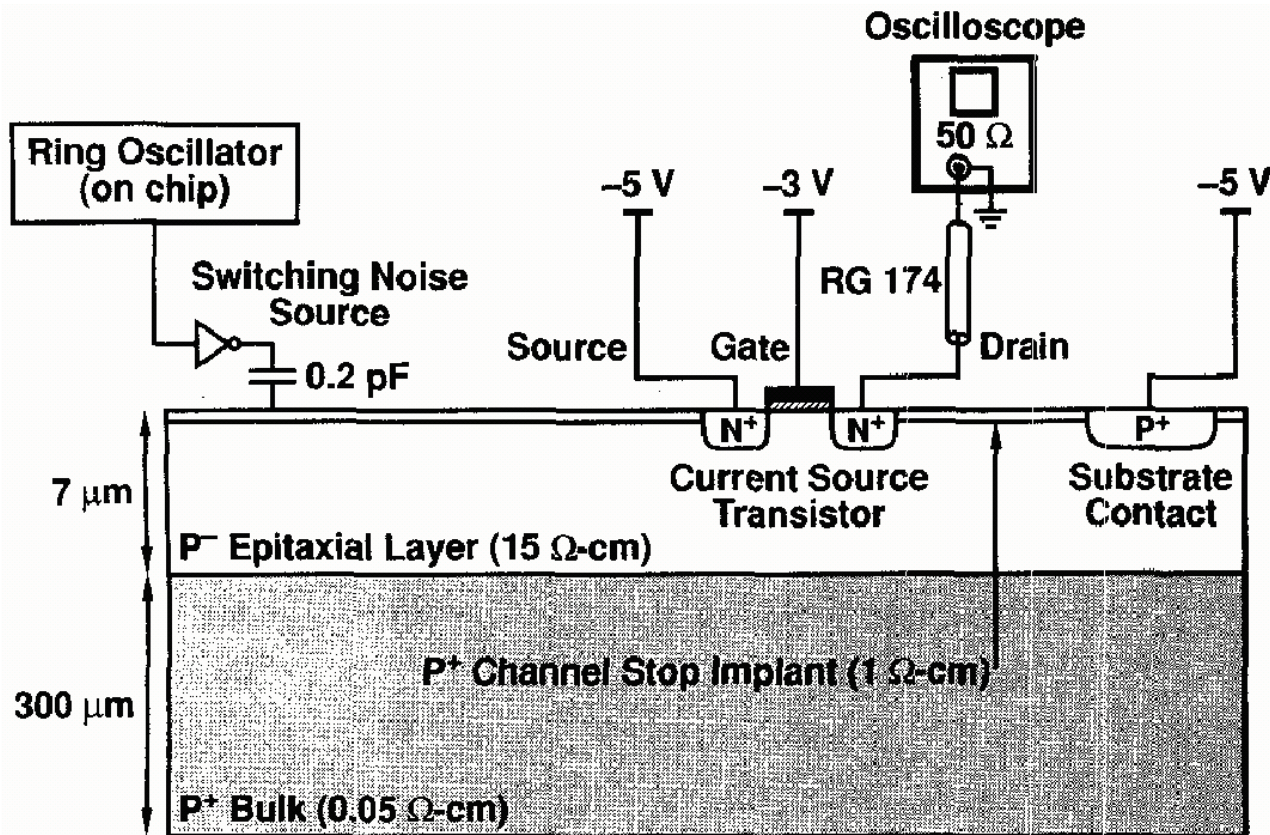 Oscilloscope
50 Ω
Ring Oscillator
(on chip)
–5 V
–3 V
–5 V
Switching Noise
Source
RG 174
Source
Gate
Drain
0.2 pF
N⁺
N⁺
P⁺
7 μm
Current Source
Transistor
Substrate
Contact
P⁻ Epitaxial Layer (15 Ω-cm)
P⁺ Channel Stop Implant (1 Ω-cm)
300 μm
P⁺ Bulk (0.05 Ω-cm)